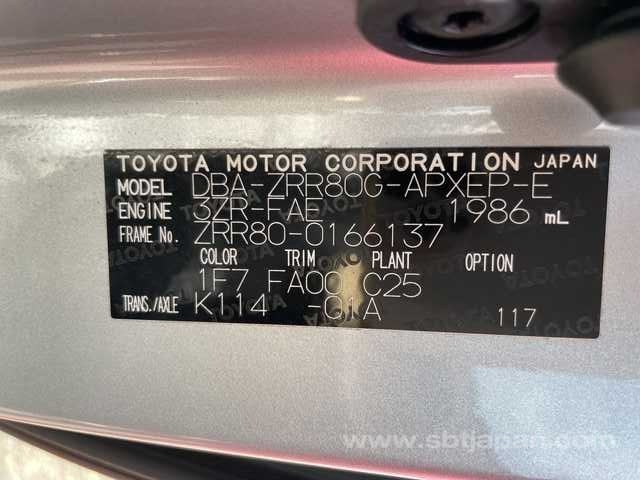 TOYOTA MOTOR CORPORATION JAPAN
MODEL DBA-ZRR80G-APXEP-E
ENGINE 3ZR-FAE 1986 mL
FRAME No. ZRR80-0166137
COLOR TRIM PLANT OPTION
1F7 FA00 C25
TRANS./AXLE K114 -01A
117
www.sbtjapan.com